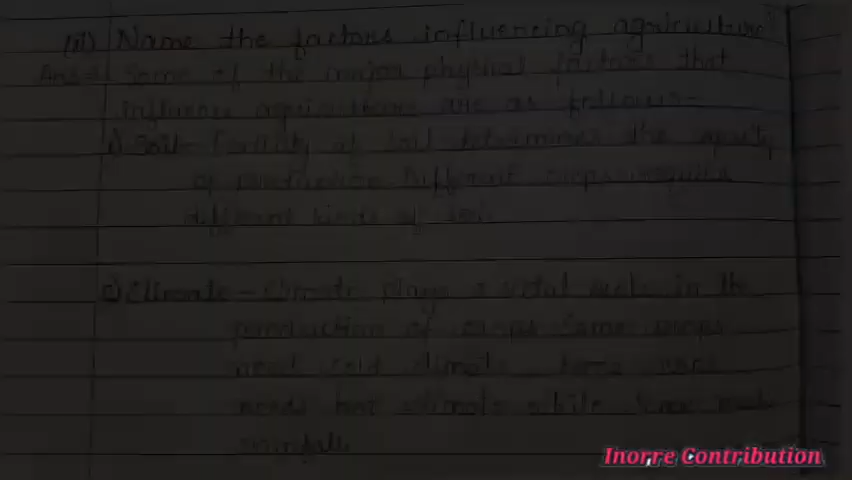 Name the factors influencing agriculture?
Ans:- Some of the major physical factors that
influence agriculture are as follows:-
Soil:- Fertility of soil determines the
of production. Different crops require
different kinds of soil.
2) Climate - Climate plays a vital role in the
production of crops. Some crops
need cold climate, some crops
needs hot climate while some need
rainfall.
Inorre Contribution